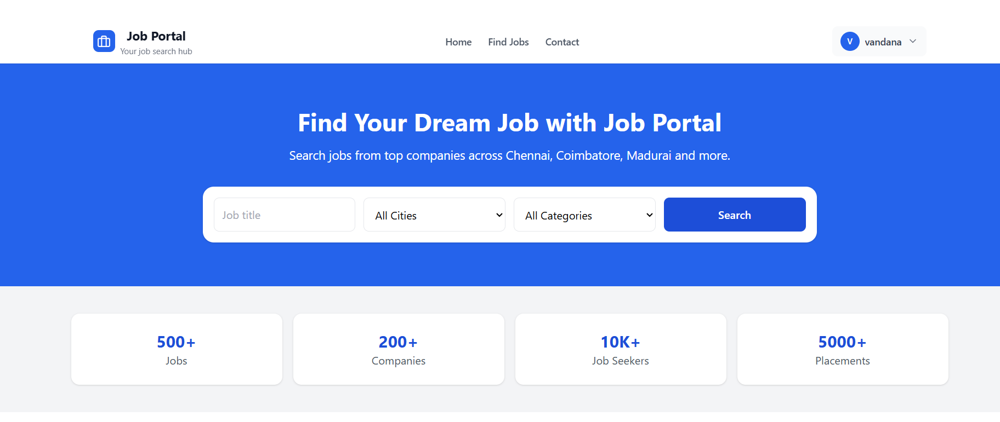 Job Portal
Your job search hub
Home Find Jobs Contact
V vandana
Find Your Dream Job with Job Portal
Search jobs from top companies across Chennai, Coimbatore, Madurai and more.
Job title All Cities All Categories Search
500+ 200+ 10K+ 5000+
Jobs Companies Job Seekers Placements